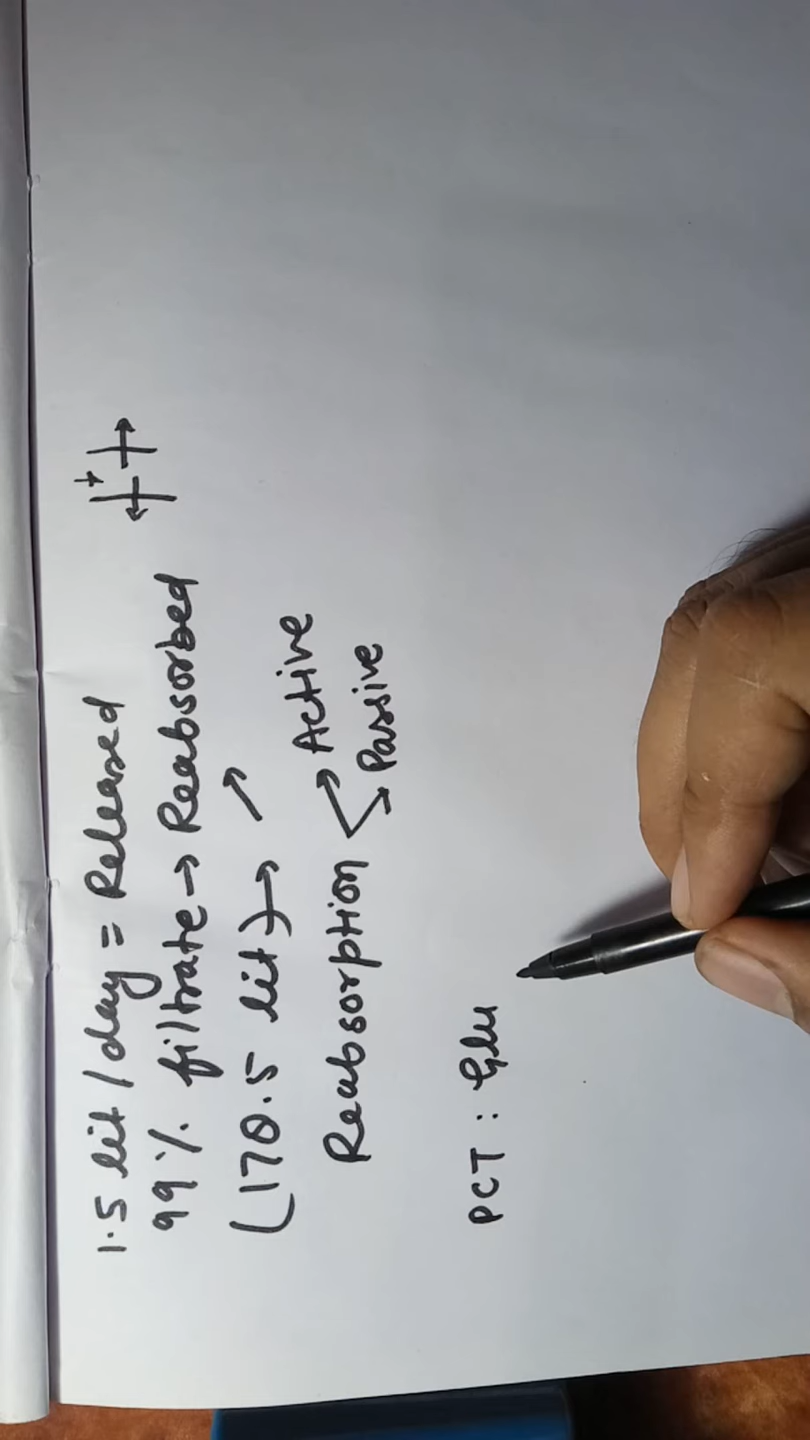 1.5 lit / day = Released
99% filtrate → Reabsorbed
(170.5 lit) →
Reabsorption
Active
Passive
PCT : Glu